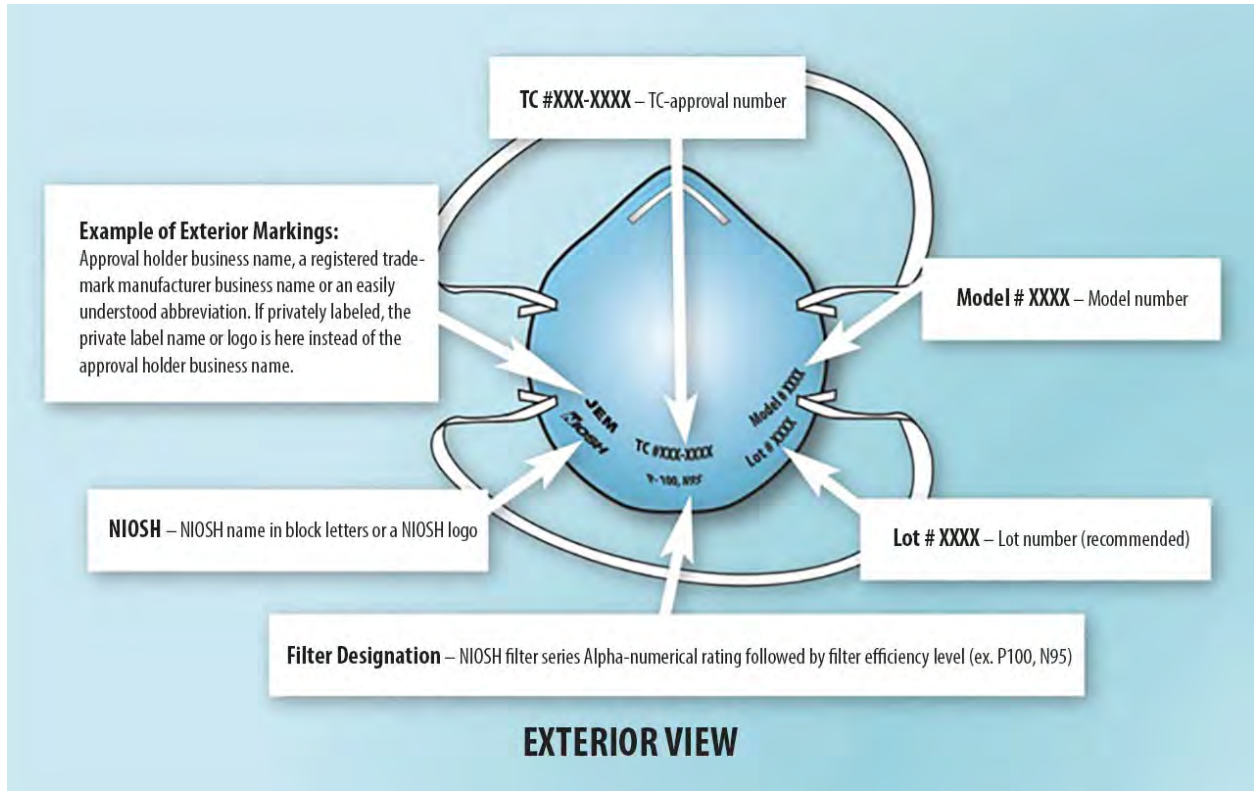 TC #XXX-XXXX – TC-approval number
Example of Exterior Markings:
Approval holder business name, a registered trade-
mark manufacturer business name or an easily
understood abbreviation. If privately labeled, the
private label name or logo is here instead of the
approval holder business name.
Model # XXXX – Model number
JEM
NIOSH
TC #XXX-XXXX
P-100, N95
Model # XXXX
Lot # XXXX
NIOSH – NIOSH name in block letters or a NIOSH logo
Lot # XXXX – Lot number (recommended)
Filter Designation – NIOSH filter series Alpha-numerical rating followed by filter efficiency level (ex. P100, N95)
EXTERIOR VIEW